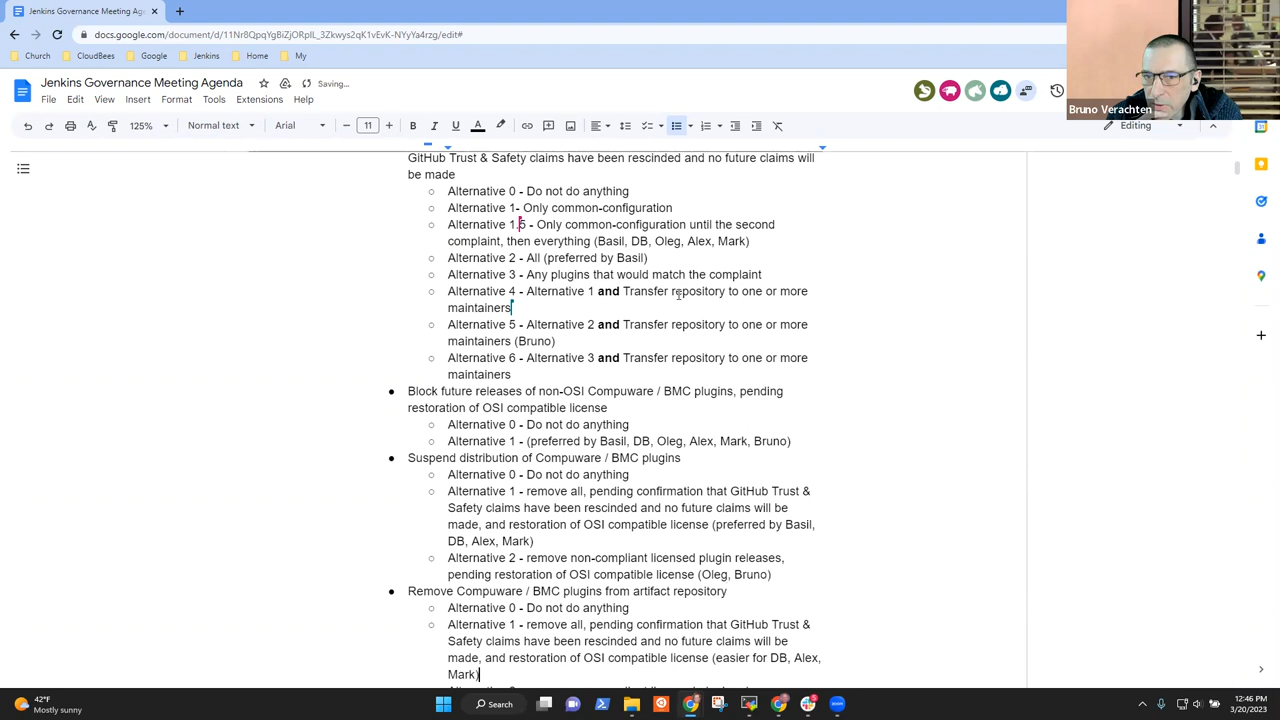 Jenkins Governance Meeting Age
docs.google.com/document/d/11Nr8QpqYgBiZjORpIL_3Zkwys2qK1vEvK-NYyYa4rzg/edit#
Church
CloudBees
Google
Jenkins
Home
My
Jenkins Governance Meeting Agenda
Saving...
File Edit View Insert Format Tools Extensions Help
125%
Normal text
Arial
11
Editing
Bruno Verachten
GitHub Trust & Safety claims have been rescinded and no future claims will
be made
○ Alternative 0 - Do not do anything
○ Alternative 1- Only common-configuration
○ Alternative 1.5 - Only common-configuration until the second
complaint, then everything (Basil, DB, Oleg, Alex, Mark)
○ Alternative 2 - All (preferred by Basil)
○ Alternative 3 - Any plugins that would match the complaint
○ Alternative 4 - Alternative 1 and Transfer repository to one or more
maintainers
○ Alternative 5 - Alternative 2 and Transfer repository to one or more
maintainers (Bruno)
○ Alternative 6 - Alternative 3 and Transfer repository to one or more
maintainers
● Block future releases of non-OSI Compuware / BMC plugins, pending
restoration of OSI compatible license
○ Alternative 0 - Do not do anything
○ Alternative 1 - (preferred by Basil, DB, Oleg, Alex, Mark, Bruno)
● Suspend distribution of Compuware / BMC plugins
○ Alternative 0 - Do not do anything
○ Alternative 1 - remove all, pending confirmation that GitHub Trust &
Safety claims have been rescinded and no future claims will be
made, and restoration of OSI compatible license (preferred by Basil,
DB, Alex, Mark)
○ Alternative 2 - remove non-compliant licensed plugin releases,
pending restoration of OSI compatible license (Oleg, Bruno)
● Remove Compuware / BMC plugins from artifact repository
○ Alternative 0 - Do not do anything
○ Alternative 1 - remove all, pending confirmation that GitHub Trust &
Safety claims have been rescinded and no future claims will be
made, and restoration of OSI compatible license (easier for DB, Alex,
Mark)
42°F
Mostly sunny
Search
12:46 PM
3/20/2023